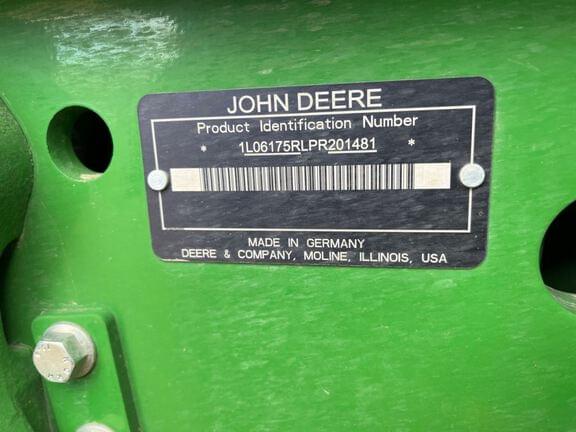 JOHN DEERE
Product Identification Number
* 1L06175RLPR201481 *
MADE IN GERMANY
DEERE & COMPANY, MOLINE, ILLINOIS, USA